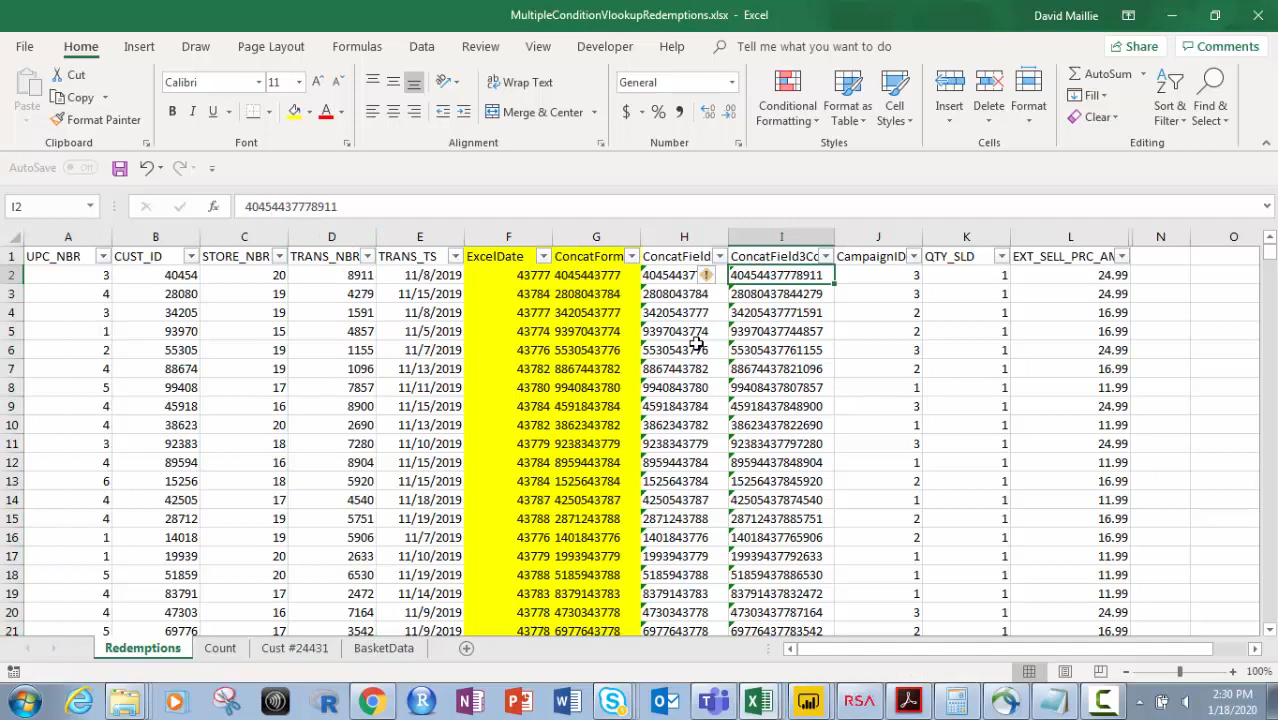 MultipleConditionVlookupRedemptions.xlsx - Excel
David Maillie
File Home Insert Draw Page Layout Formulas Data Review View Developer Help Tell me what you want to do Share Comments
Paste Cut Copy Format Painter Clipboard
Calibri 11 B I U Font
Wrap Text Merge & Center Alignment
General $ % Number
Conditional Formatting Format as Table Cell Styles Styles
Insert Delete Format Cells
AutoSum Fill Clear Sort & Filter Find & Select Editing
AutoSave Off
I2 fx 40454437778911
A B C D E F G H I J K L N O
1 UPC_NBR CUST_ID STORE_NBR TRANS_NBR TRANS_TS ExcelDate ConcatForm ConcatField ConcatField3Co CampaignID QTY_SLD EXT_SELL_PRC_AM
2 3 40454 20 8911 11/8/2019 43777 4045443777 40454437 40454437778911 3 1 24.99
3 4 28080 19 4279 11/15/2019 43784 2808043784 2808043784 28080437844279 3 1 24.99
4 3 34205 19 1591 11/8/2019 43777 3420543777 3420543777 34205437771591 2 1 16.99
5 1 93970 15 4857 11/5/2019 43774 9397043774 9397043774 93970437744857 2 1 16.99
6 2 55305 19 1155 11/7/2019 43776 5530543776 5530543776 55305437761155 3 1 24.99
7 4 88674 19 1096 11/13/2019 43782 8867443782 8867443782 88674437821096 2 1 16.99
8 5 99408 17 7857 11/11/2019 43780 9940843780 9940843780 99408437807857 1 1 11.99
9 4 45918 16 8900 11/15/2019 43784 4591843784 4591843784 45918437848900 3 1 24.99
10 4 38623 20 2690 11/13/2019 43782 3862343782 3862343782 38623437822690 1 1 11.99
11 3 92383 18 7280 11/10/2019 43779 9238343779 9238343779 92383437797280 3 1 24.99
12 3 89594 16 8904 11/15/2019 43784 8959443784 8959443784 89594437848904 1 1 11.99
13 6 15256 18 5920 11/15/2019 43784 1525643784 1525643784 15256437845920 2 1 16.99
14 4 42505 17 4540 11/18/2019 43787 4250543787 4250543787 42505437874540 1 1 11.99
15 4 28712 19 5751 11/19/2019 43788 2871243788 2871243788 28712437885751 2 1 16.99
16 1 14018 19 5906 11/7/2019 43776 1401843776 1401843776 14018437765906 2 1 16.99
17 1 19939 20 2633 11/10/2019 43779 1993943779 1993943779 19939437792633 1 1 11.99
18 5 51859 20 6530 11/19/2019 43788 5185943788 5185943788 51859437886530 1 1 11.99
19 4 83791 17 2472 11/14/2019 43783 8379143783 8379143783 83791437832472 1 1 11.99
20 4 47303 16 7164 11/9/2019 43778 4730343778 4730343778 47303437787164 3 1 24.99
21 5 69776 17 3542 11/9/2019 43778 6977643778 6977643778 69776437783542 2 1 16.99
Redemptions Count Cust #24431 BasketData
100%
RSA
2:30 PM
1/18/2020